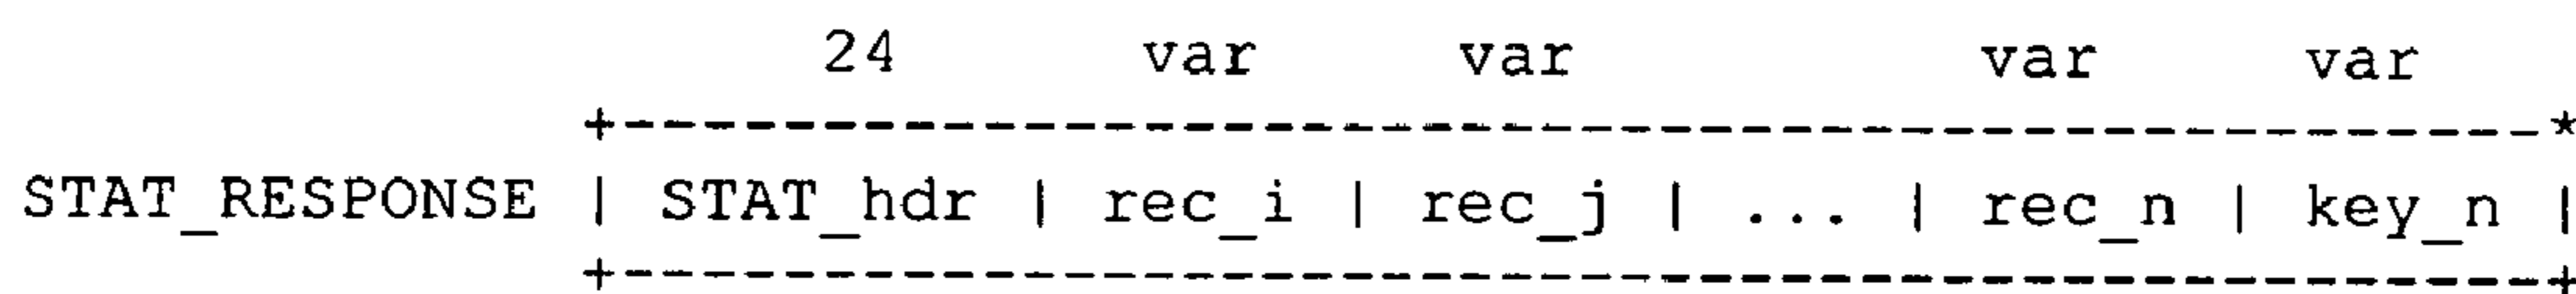 24 var var var var
+-------------------------------------------------*
STAT_RESPONSE | STAT_hdr | rec_i | rec_j | ... | rec_n | key_n |
+-------------------------------------------------+